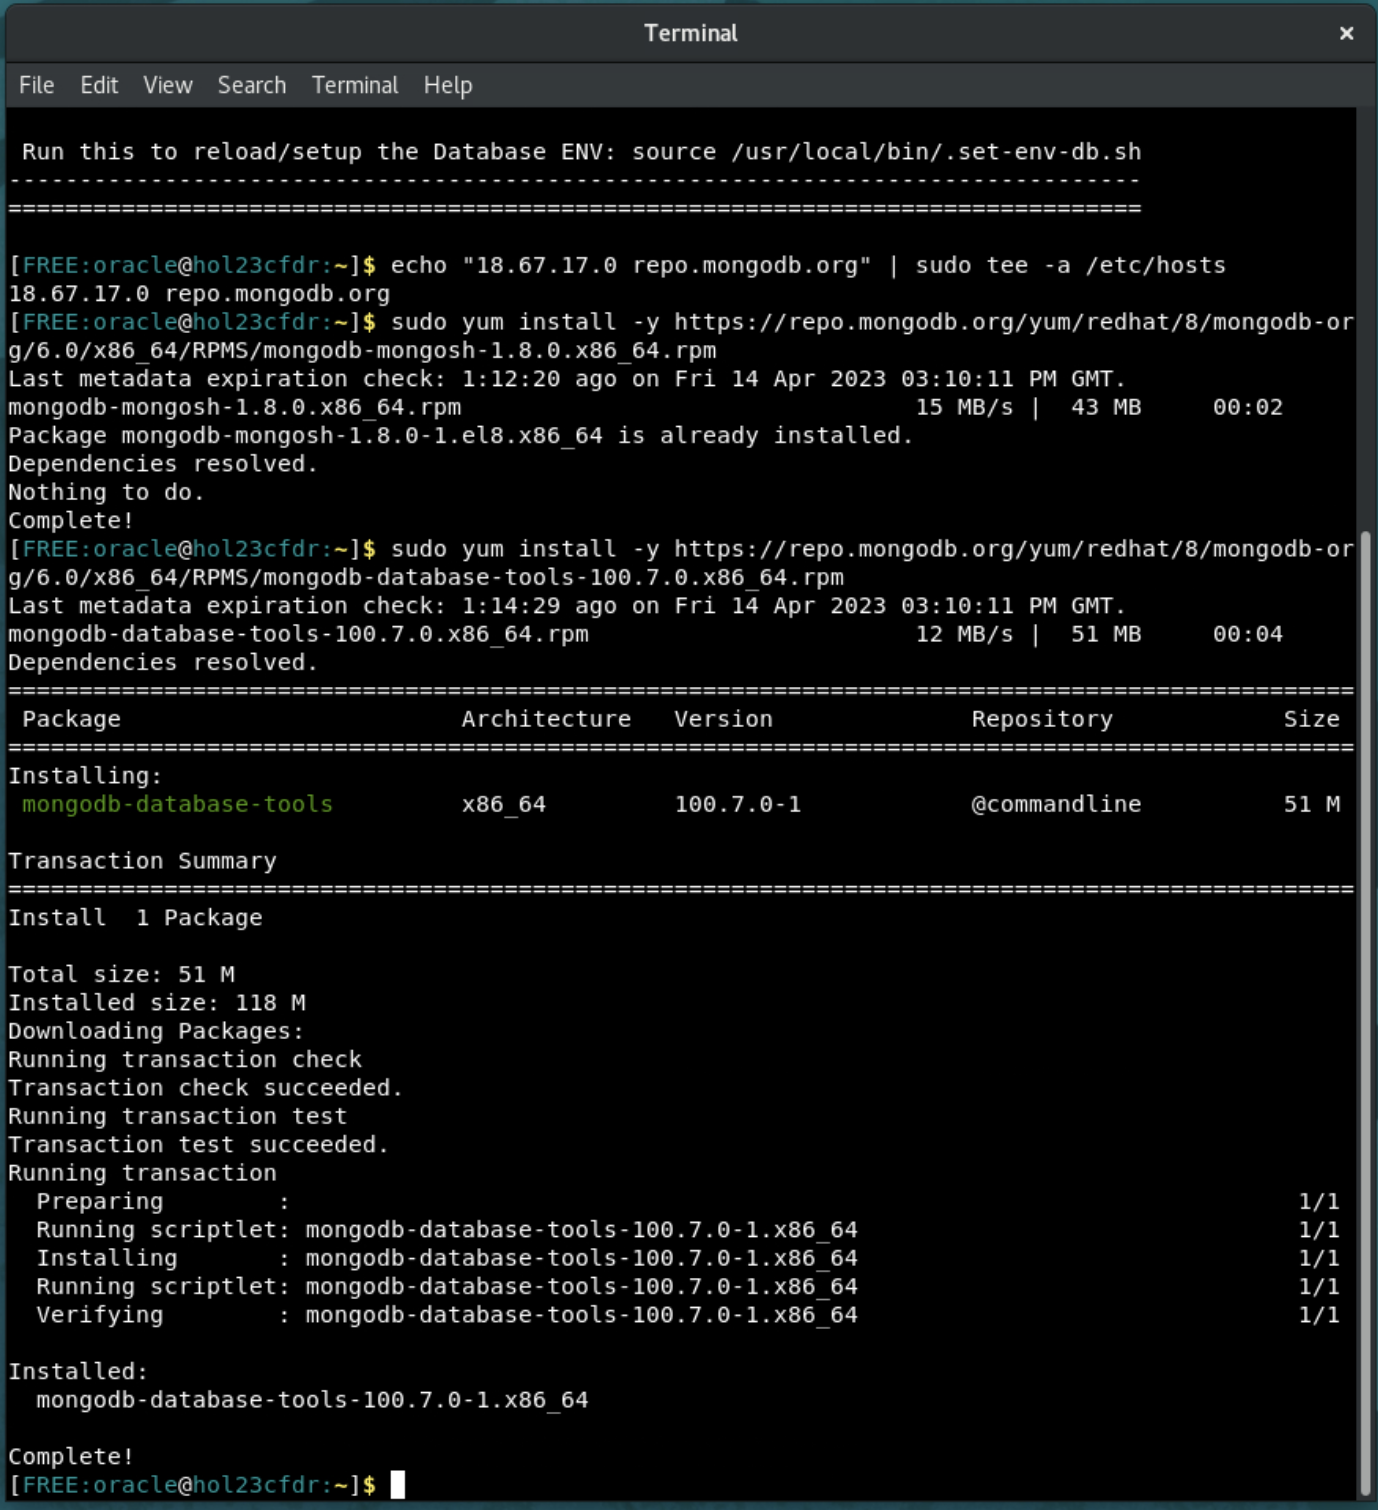 Terminal ×
File Edit View Search Terminal Help
Run this to reload/setup the Database ENV: source /usr/local/bin/.set-env-db.sh
--------------------------------------------------------------------------------
================================================================================
[FREE:oracle@hol23cfdr:~]$ echo "18.67.17.0 repo.mongodb.org" | sudo tee -a /etc/hosts
18.67.17.0 repo.mongodb.org
[FREE:oracle@hol23cfdr:~]$ sudo yum install -y https://repo.mongodb.org/yum/redhat/8/mongodb-or
g/6.0/x86_64/RPMS/mongodb-mongosh-1.8.0.x86_64.rpm
Last metadata expiration check: 1:12:20 ago on Fri 14 Apr 2023 03:10:11 PM GMT.
mongodb-mongosh-1.8.0.x86_64.rpm 15 MB/s | 43 MB 00:02
Package mongodb-mongosh-1.8.0-1.el8.x86_64 is already installed.
Dependencies resolved.
Nothing to do.
Complete!
[FREE:oracle@hol23cfdr:~]$ sudo yum install -y https://repo.mongodb.org/yum/redhat/8/mongodb-or
g/6.0/x86_64/RPMS/mongodb-database-tools-100.7.0.x86_64.rpm
Last metadata expiration check: 1:14:29 ago on Fri 14 Apr 2023 03:10:11 PM GMT.
mongodb-database-tools-100.7.0.x86_64.rpm 12 MB/s | 51 MB 00:04
Dependencies resolved.
===============================================================================================
Package Architecture Version Repository Size
===============================================================================================
Installing:
mongodb-database-tools x86_64 100.7.0-1 @commandline 51 M
Transaction Summary
===============================================================================================
Install 1 Package
Total size: 51 M
Installed size: 118 M
Downloading Packages:
Running transaction check
Transaction check succeeded.
Running transaction test
Transaction test succeeded.
Running transaction
Preparing : 1/1
Running scriptlet: mongodb-database-tools-100.7.0-1.x86_64 1/1
Installing : mongodb-database-tools-100.7.0-1.x86_64 1/1
Running scriptlet: mongodb-database-tools-100.7.0-1.x86_64 1/1
Verifying : mongodb-database-tools-100.7.0-1.x86_64 1/1
Installed:
mongodb-database-tools-100.7.0-1.x86_64
Complete!
[FREE:oracle@hol23cfdr:~]$